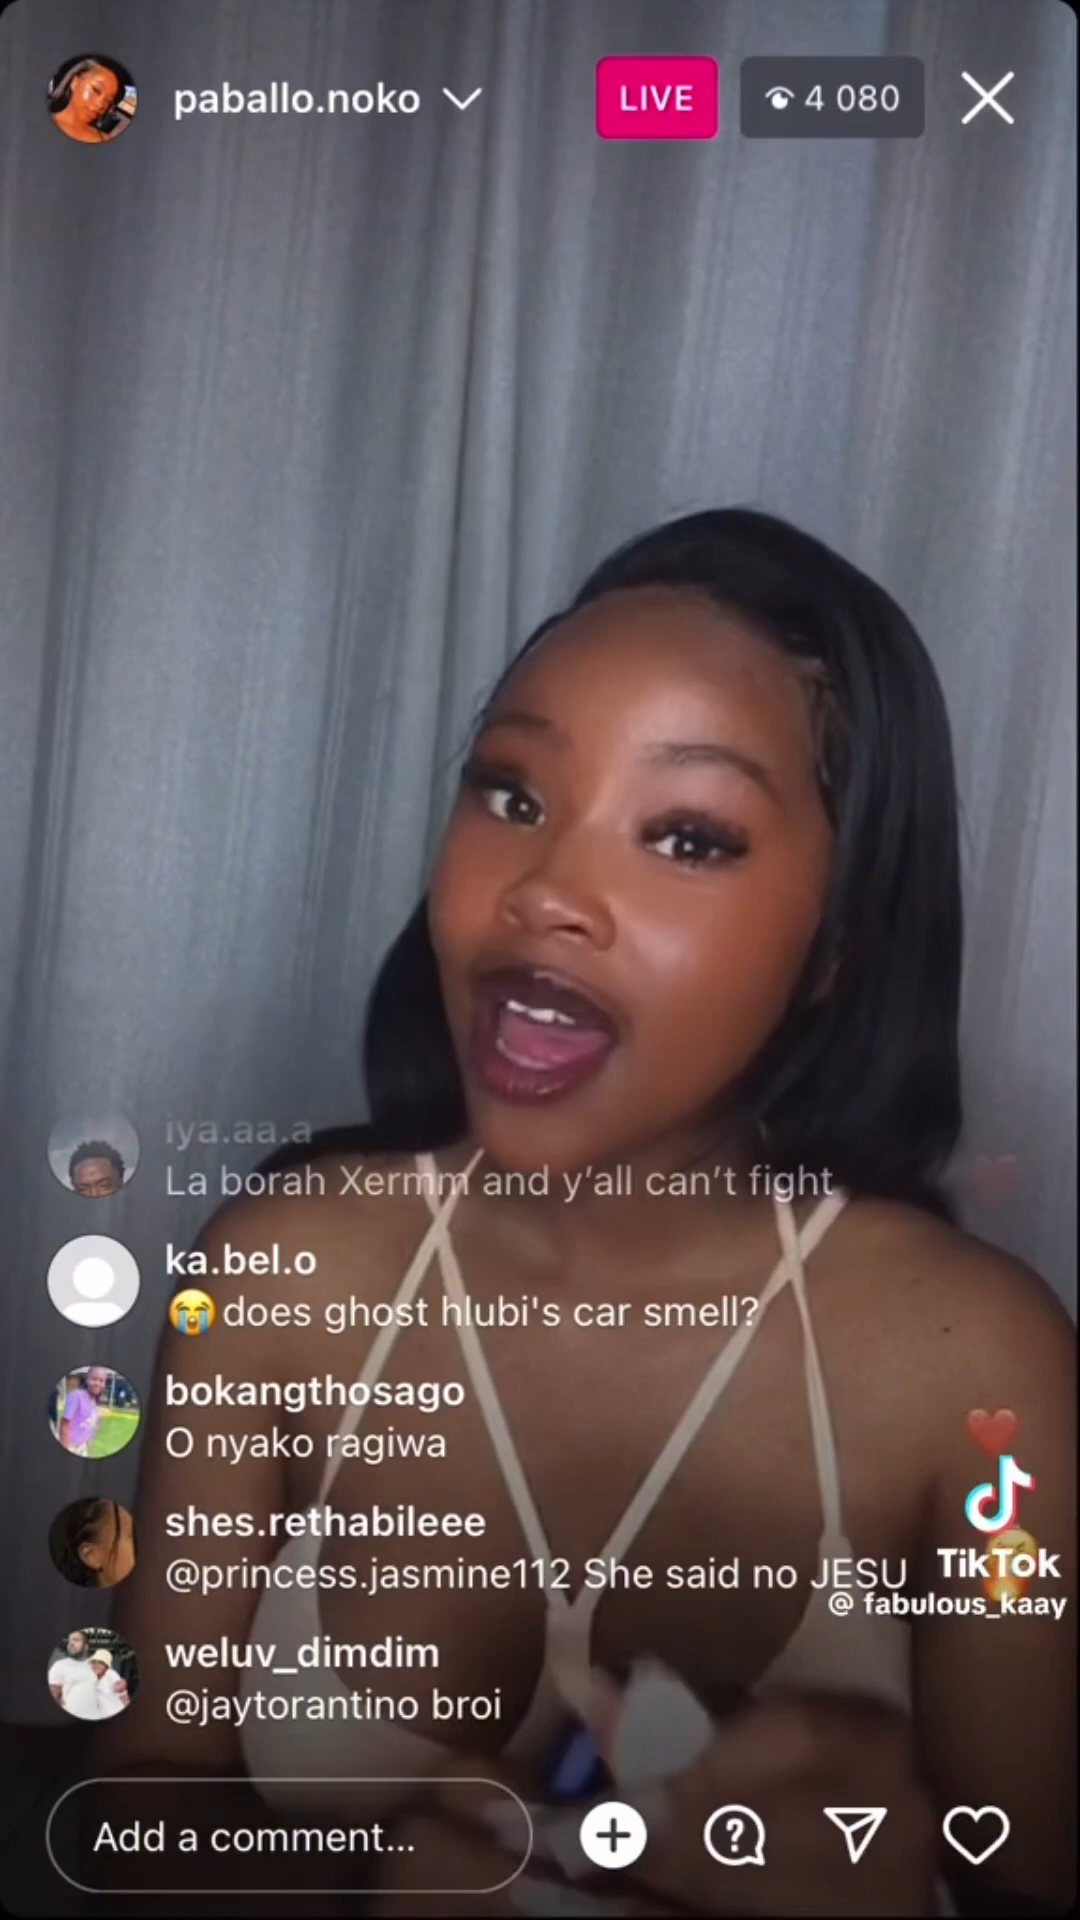 paballo.noko
LIVE
4 080
iya.aa.a
La borah Xermm and y’all can’t fight
ka.bel.o
😭does ghost hlubi's car smell?
bokangthosago
O nyako ragiwa
shes.rethabileee
@princess.jasmine112 She said no JESU
TikTok
@ fabulous_kaay
weluv_dimdim
@jaytorantino broi
Add a comment...